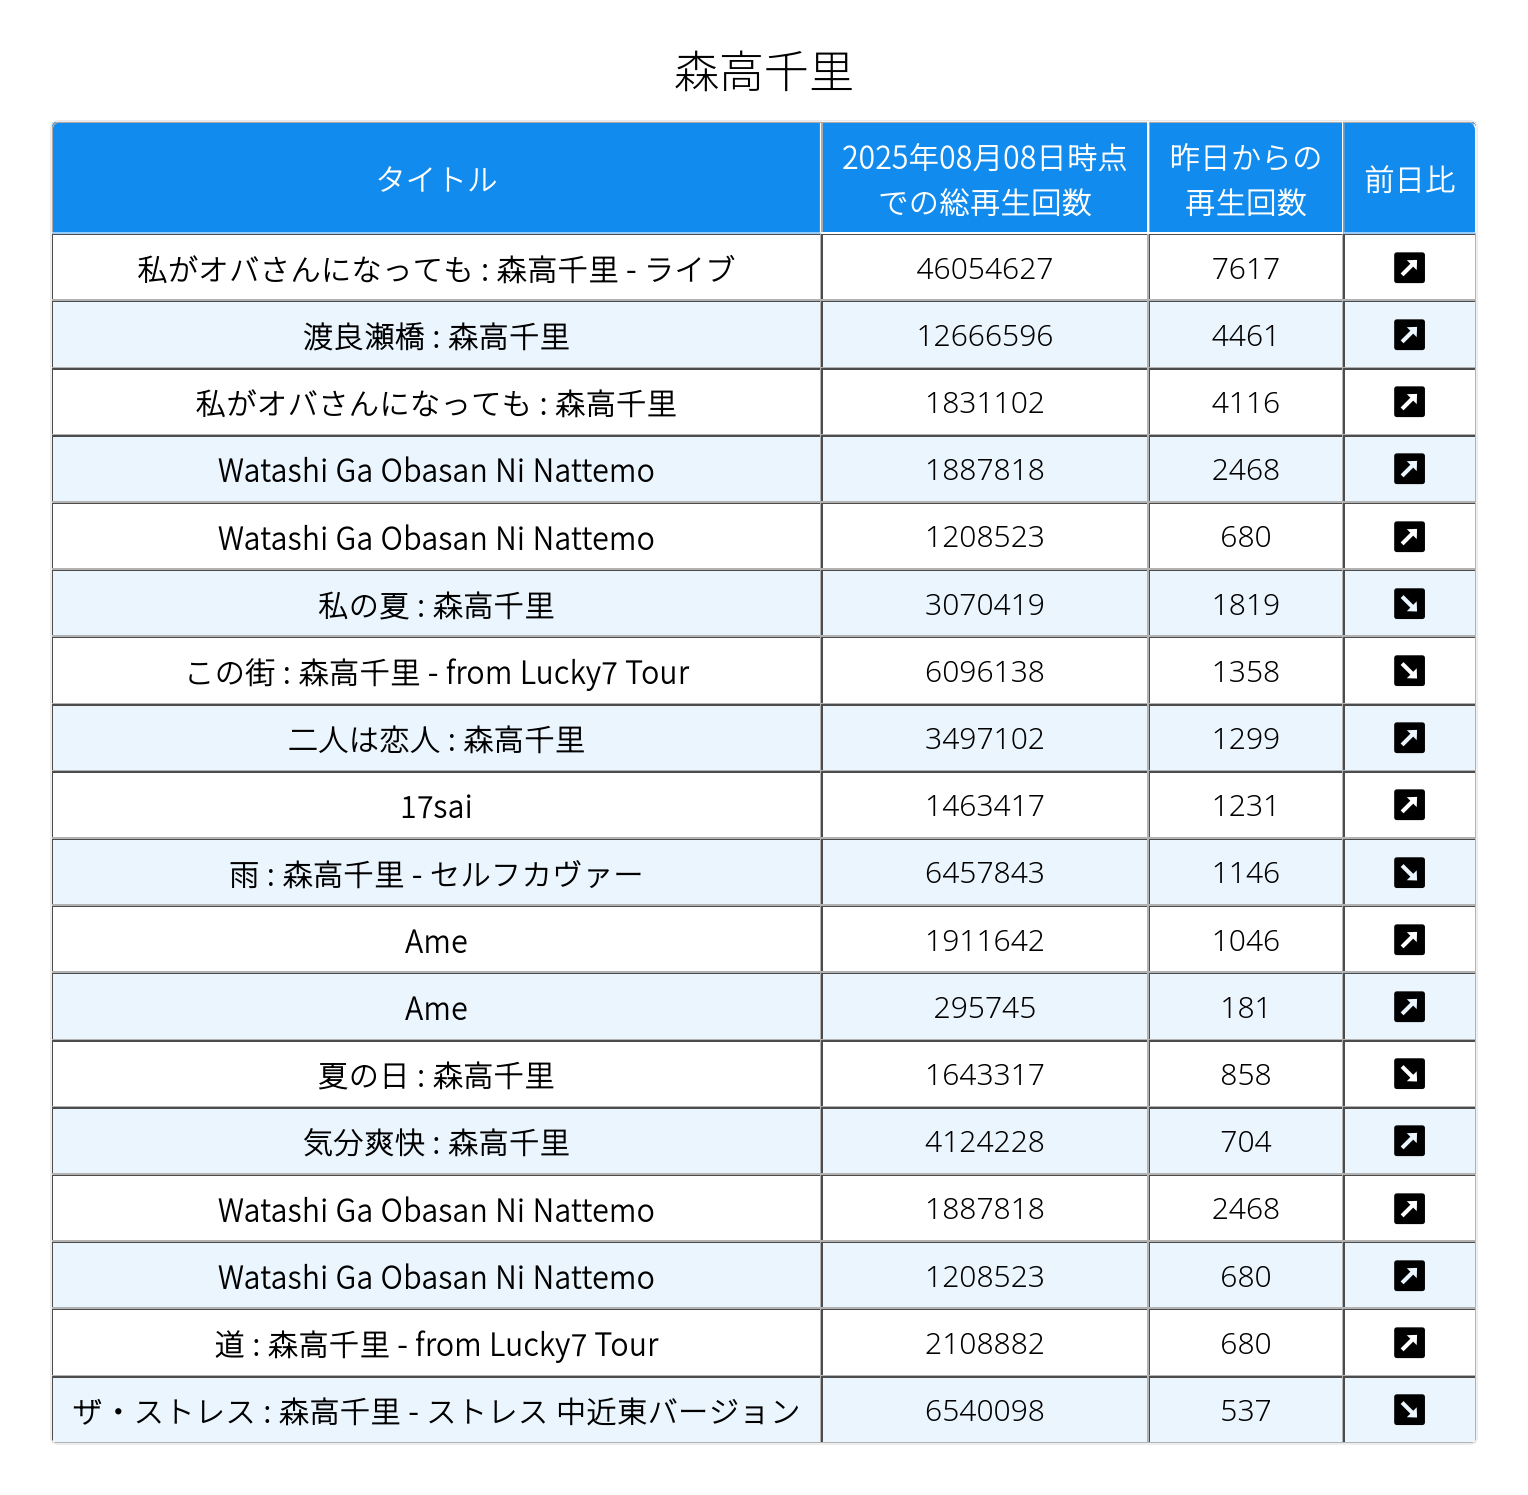 森高千里
タイトル 2025年08月08日時点での総再生回数 昨日からの再生回数 前日比
私がオバさんになっても : 森高千里 - ライブ 46054627 7617 ↗
渡良瀬橋 : 森高千里 12666596 4461 ↗
私がオバさんになっても : 森高千里 1831102 4116 ↗
Watashi Ga Obasan Ni Nattemo 1887818 2468 ↗
Watashi Ga Obasan Ni Nattemo 1208523 680 ↗
私の夏 : 森高千里 3070419 1819 ↘
この街 : 森高千里 - from Lucky7 Tour 6096138 1358 ↘
二人は恋人 : 森高千里 3497102 1299 ↗
17sai 1463417 1231 ↗
雨 : 森高千里 - セルフカヴァー 6457843 1146 ↘
Ame 1911642 1046 ↗
Ame 295745 181 ↗
夏の日 : 森高千里 1643317 858 ↘
気分爽快 : 森高千里 4124228 704 ↗
Watashi Ga Obasan Ni Nattemo 1887818 2468 ↗
Watashi Ga Obasan Ni Nattemo 1208523 680 ↗
道 : 森高千里 - from Lucky7 Tour 2108882 680 ↗
ザ・ストレス : 森高千里 - ストレス 中近東バージョン 6540098 537 ↘